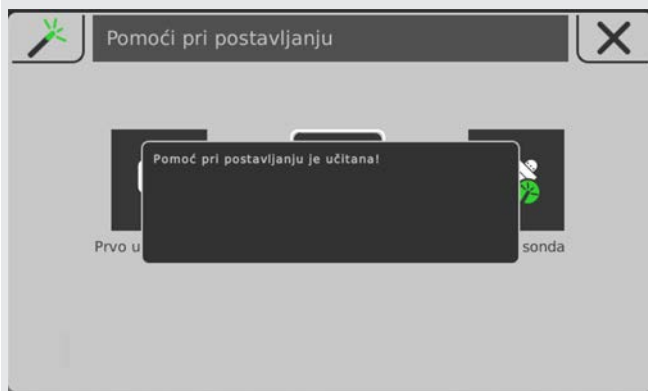 Pomoći pri postavljanju
Pomoć pri postavljanju je učitana!
Prvo u
sonda